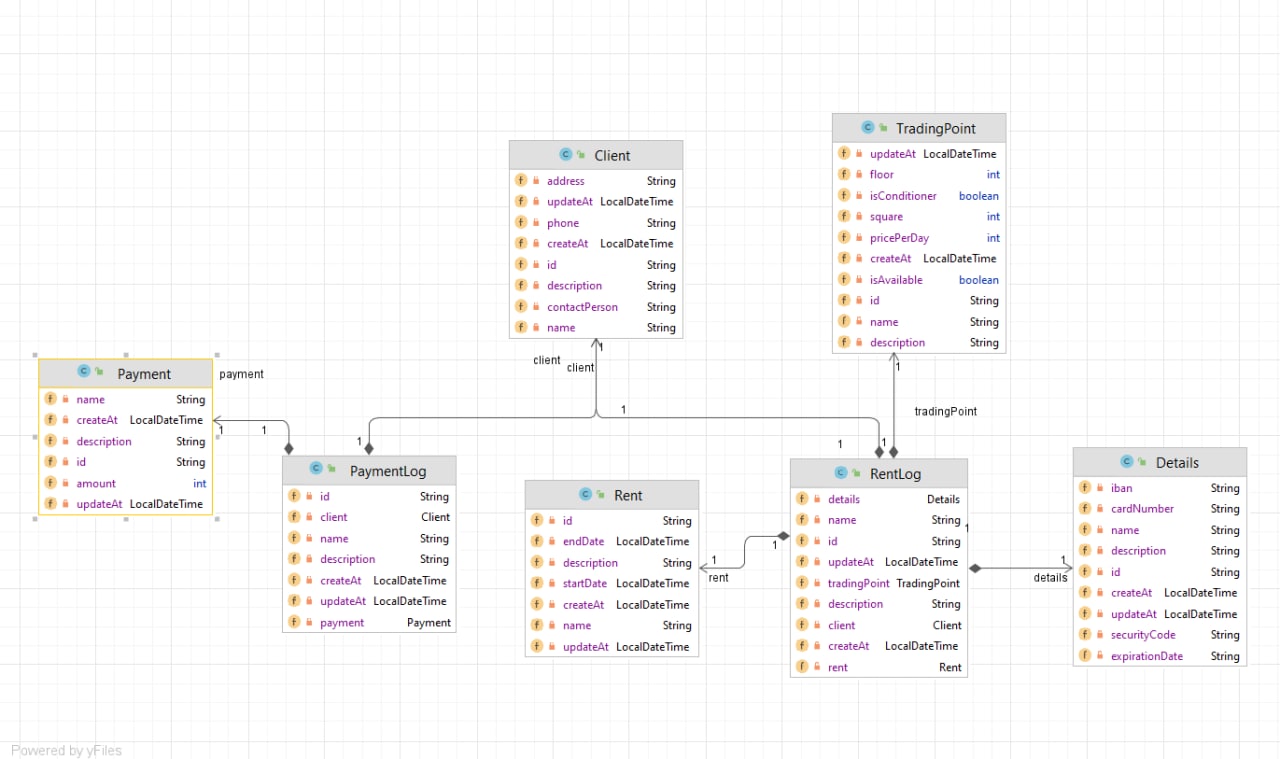 TradingPoint
updateAt LocalDateTime
floor int
isConditioner boolean
square int
pricePerDay int
createAt LocalDateTime
isAvailable boolean
id String
name String
description String
Client
address String
updateAt LocalDateTime
phone String
createAt LocalDateTime
id String
description String
contactPerson String
name String
1
client
client
1
1
tradingPoint
Payment
name String
createAt LocalDateTime
description String
id String
amount int
updateAt LocalDateTime
payment
1
1
1
1
1
PaymentLog
id String
client Client
name String
description String
createAt LocalDateTime
updateAt LocalDateTime
payment Payment
Rent
id String
endDate LocalDateTime
description String
startDate LocalDateTime
createAt LocalDateTime
name String
updateAt LocalDateTime
1
1
rent
RentLog
details Details
name String
id String
updateAt LocalDateTime
tradingPoint TradingPoint
description String
client Client
createAt LocalDateTime
rent Rent
1
1
details
Details
iban String
cardNumber String
name String
description String
id String
createAt LocalDateTime
updateAt LocalDateTime
securityCode String
expirationDate String
Powered by yFiles